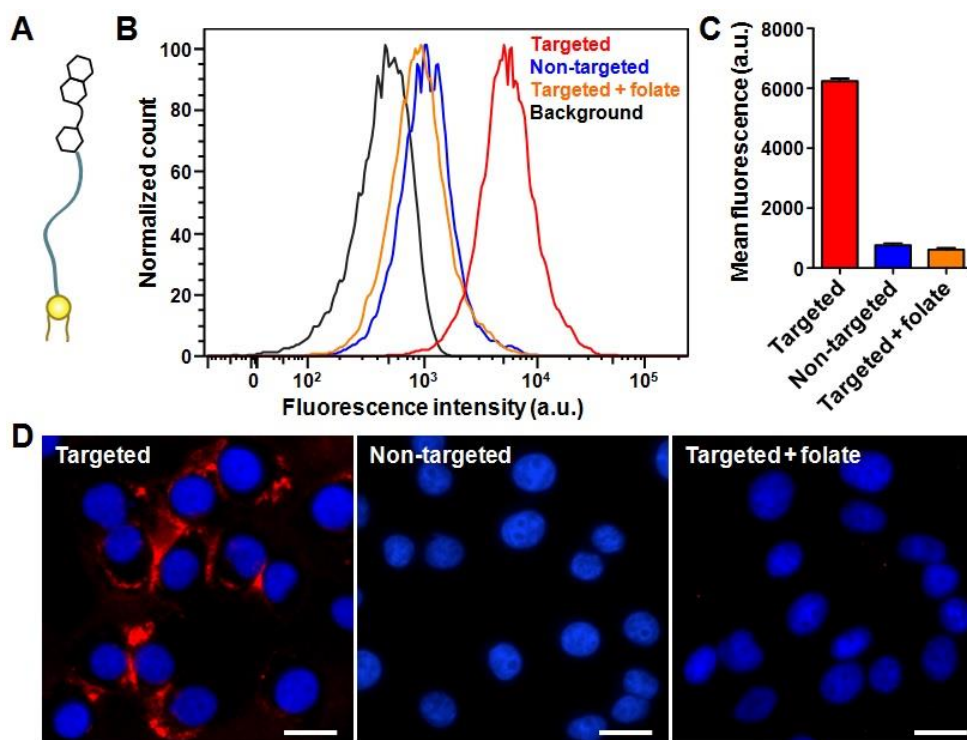 A
B
Normalized count
100
80
60
40
20
0
0
10²
10³
10⁴
10⁵
Fluorescence intensity (a.u.)
Targeted
Non-targeted
Targeted + folate
Background
C
Mean fluorescence (a.u.)
8000
6000
4000
2000
0
Targeted
Non-targeted
Targeted + folate
D
Targeted
Non-targeted
Targeted + folate